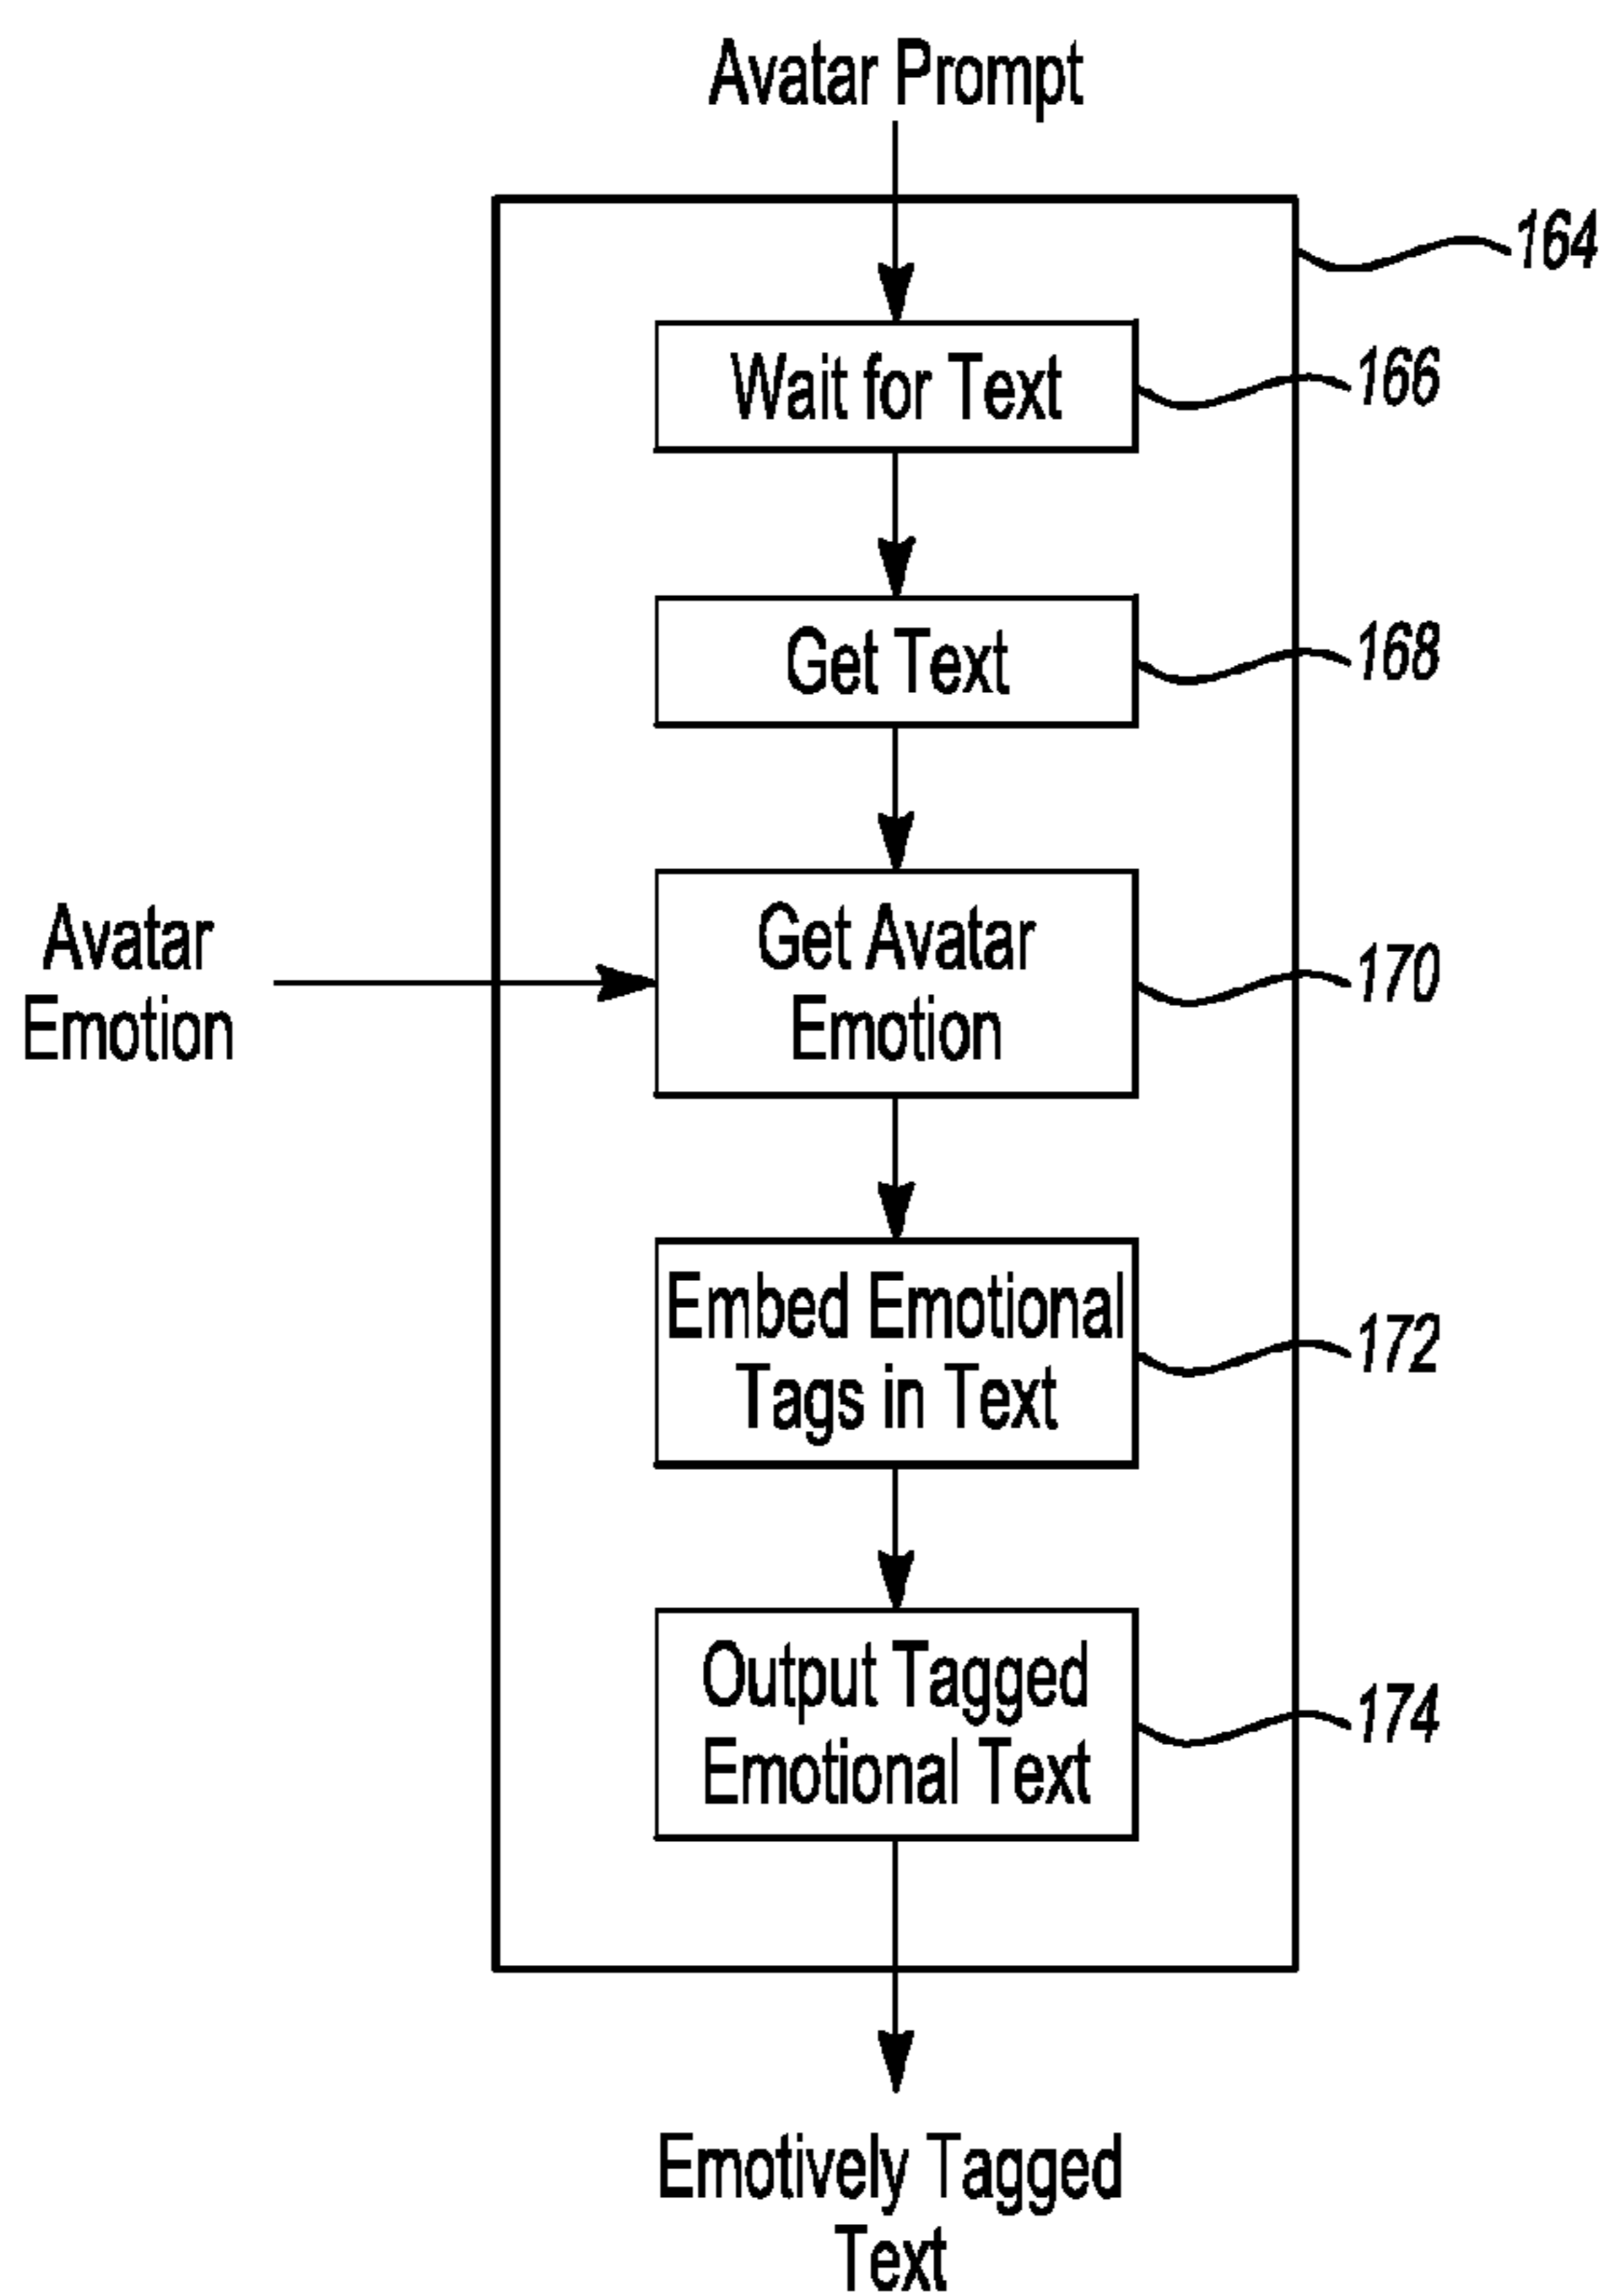 Avatar Prompt
164
Wait for Text
166
Get Text
168
Avatar
Emotion
Get Avatar
Emotion
170
Embed Emotional
Tags in Text
172
Output Tagged
Emotional Text
174
Emotively Tagged
Text